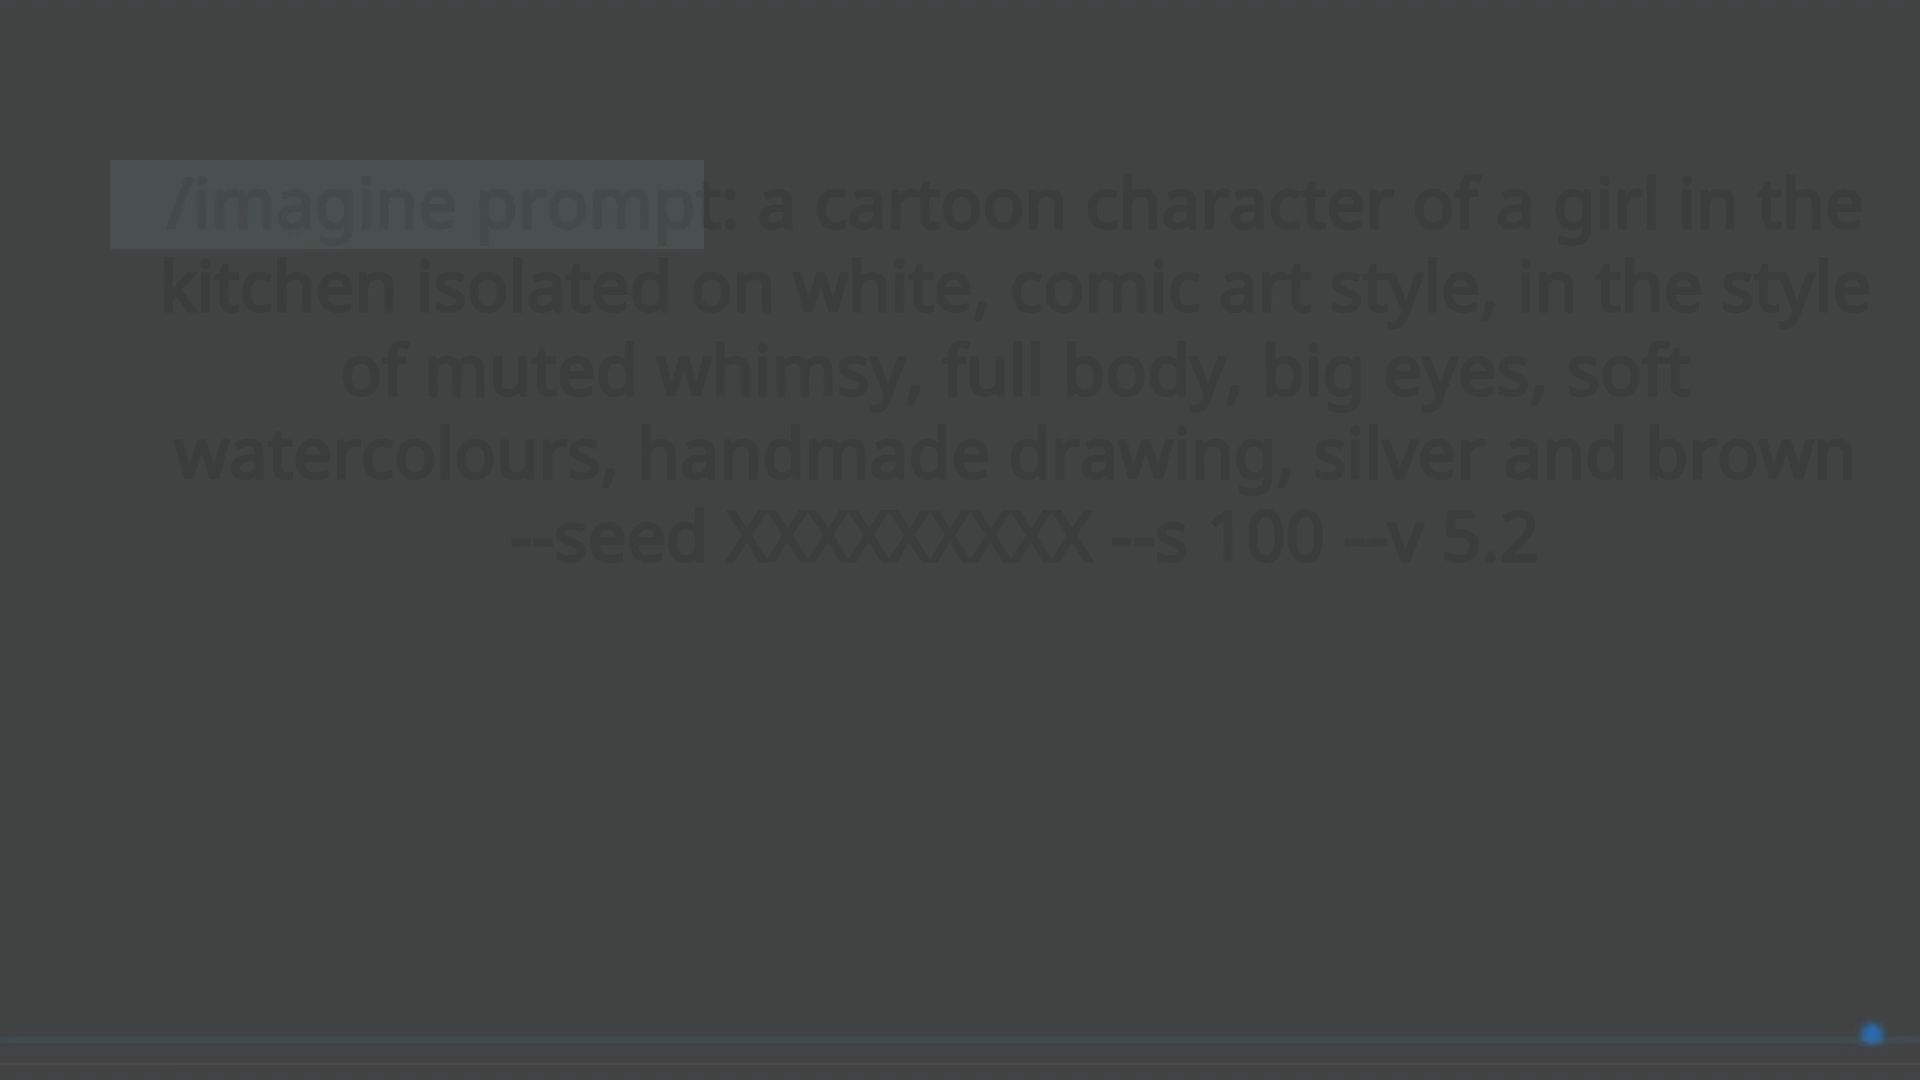 /imagine prompt: a cartoon character of a girl in the
kitchen isolated on white, comic art style, in the style
of muted whimsy, full body, big eyes, soft
watercolours, handmade drawing, silver and brown
--seed XXXXXXXXX --s 100 --v 5.2